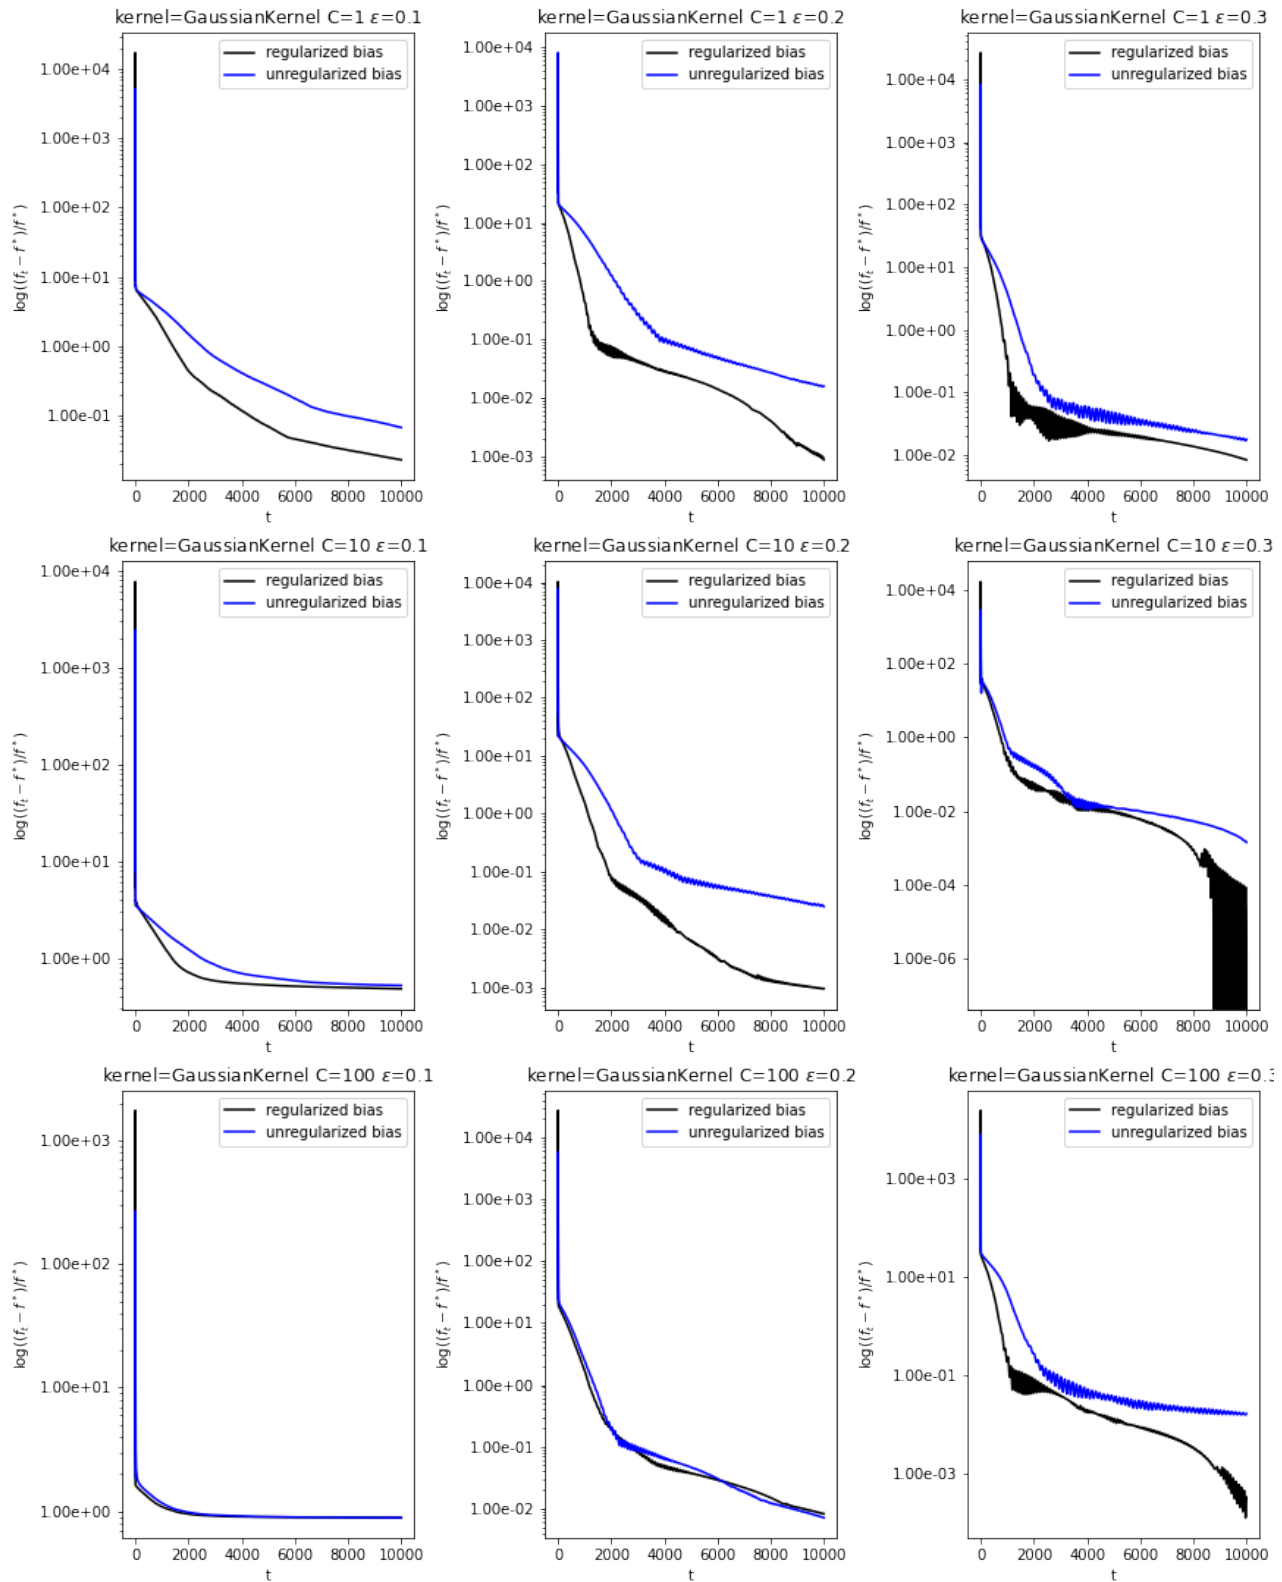 kernel=GaussianKernel C=1 ε=0.1
regularized bias
unregularized bias
1.00e+04
1.00e+03
1.00e+02
1.00e+01
1.00e+00
1.00e-01
log((f_t − f*)/f*)
0 2000 4000 6000 8000 10000
t
kernel=GaussianKernel C=1 ε=0.2
regularized bias
unregularized bias
1.00e+04
1.00e+03
1.00e+02
1.00e+01
1.00e+00
1.00e-01
1.00e-02
1.00e-03
log((f_t − f*)/f*)
0 2000 4000 6000 8000 10000
t
kernel=GaussianKernel C=1 ε=0.3
regularized bias
unregularized bias
1.00e+04
1.00e+03
1.00e+02
1.00e+01
1.00e+00
1.00e-01
1.00e-02
log((f_t − f*)/f*)
0 2000 4000 6000 8000 10000
t
kernel=GaussianKernel C=10 ε=0.1
regularized bias
unregularized bias
1.00e+04
1.00e+03
1.00e+02
1.00e+01
1.00e+00
log((f_t − f*)/f*)
0 2000 4000 6000 8000 10000
t
kernel=GaussianKernel C=10 ε=0.2
regularized bias
unregularized bias
1.00e+04
1.00e+03
1.00e+02
1.00e+01
1.00e+00
1.00e-01
1.00e-02
1.00e-03
log((f_t − f*)/f*)
0 2000 4000 6000 8000 10000
t
kernel=GaussianKernel C=10 ε=0.3
regularized bias
unregularized bias
1.00e+04
1.00e+02
1.00e+00
1.00e-02
1.00e-04
1.00e-06
log((f_t − f*)/f*)
0 2000 4000 6000 8000 10000
t
kernel=GaussianKernel C=100 ε=0.1
regularized bias
unregularized bias
1.00e+03
1.00e+02
1.00e+01
1.00e+00
log((f_t − f*)/f*)
0 2000 4000 6000 8000 10000
t
kernel=GaussianKernel C=100 ε=0.2
regularized bias
unregularized bias
1.00e+04
1.00e+03
1.00e+02
1.00e+01
1.00e+00
1.00e-01
1.00e-02
log((f_t − f*)/f*)
0 2000 4000 6000 8000 10000
t
kernel=GaussianKernel C=100 ε=0.3
regularized bias
unregularized bias
1.00e+03
1.00e+01
1.00e-01
1.00e-03
log((f_t − f*)/f*)
0 2000 4000 6000 8000 10000
t